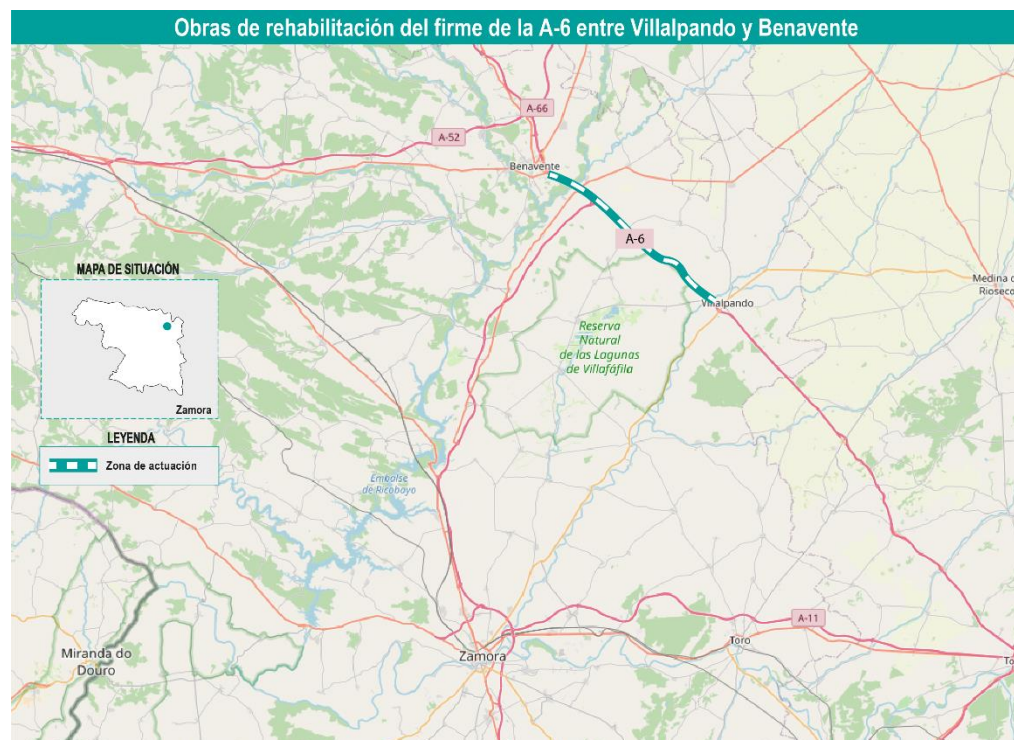 Obras de rehabilitación del firme de la A-6 entre Villalpando y Benavente
A-66
A-52
Benavente
A-6
MAPA DE SITUACIÓN
Zamora
Medina d
Rioseco
Villalpando
Reserva
Natural
de las Lagunas
de Villafáfila
LEYENDA
Zona de actuación
Embalse
de Ricobayo
A-11
Toro
Zamora
Miranda do
Douro
To